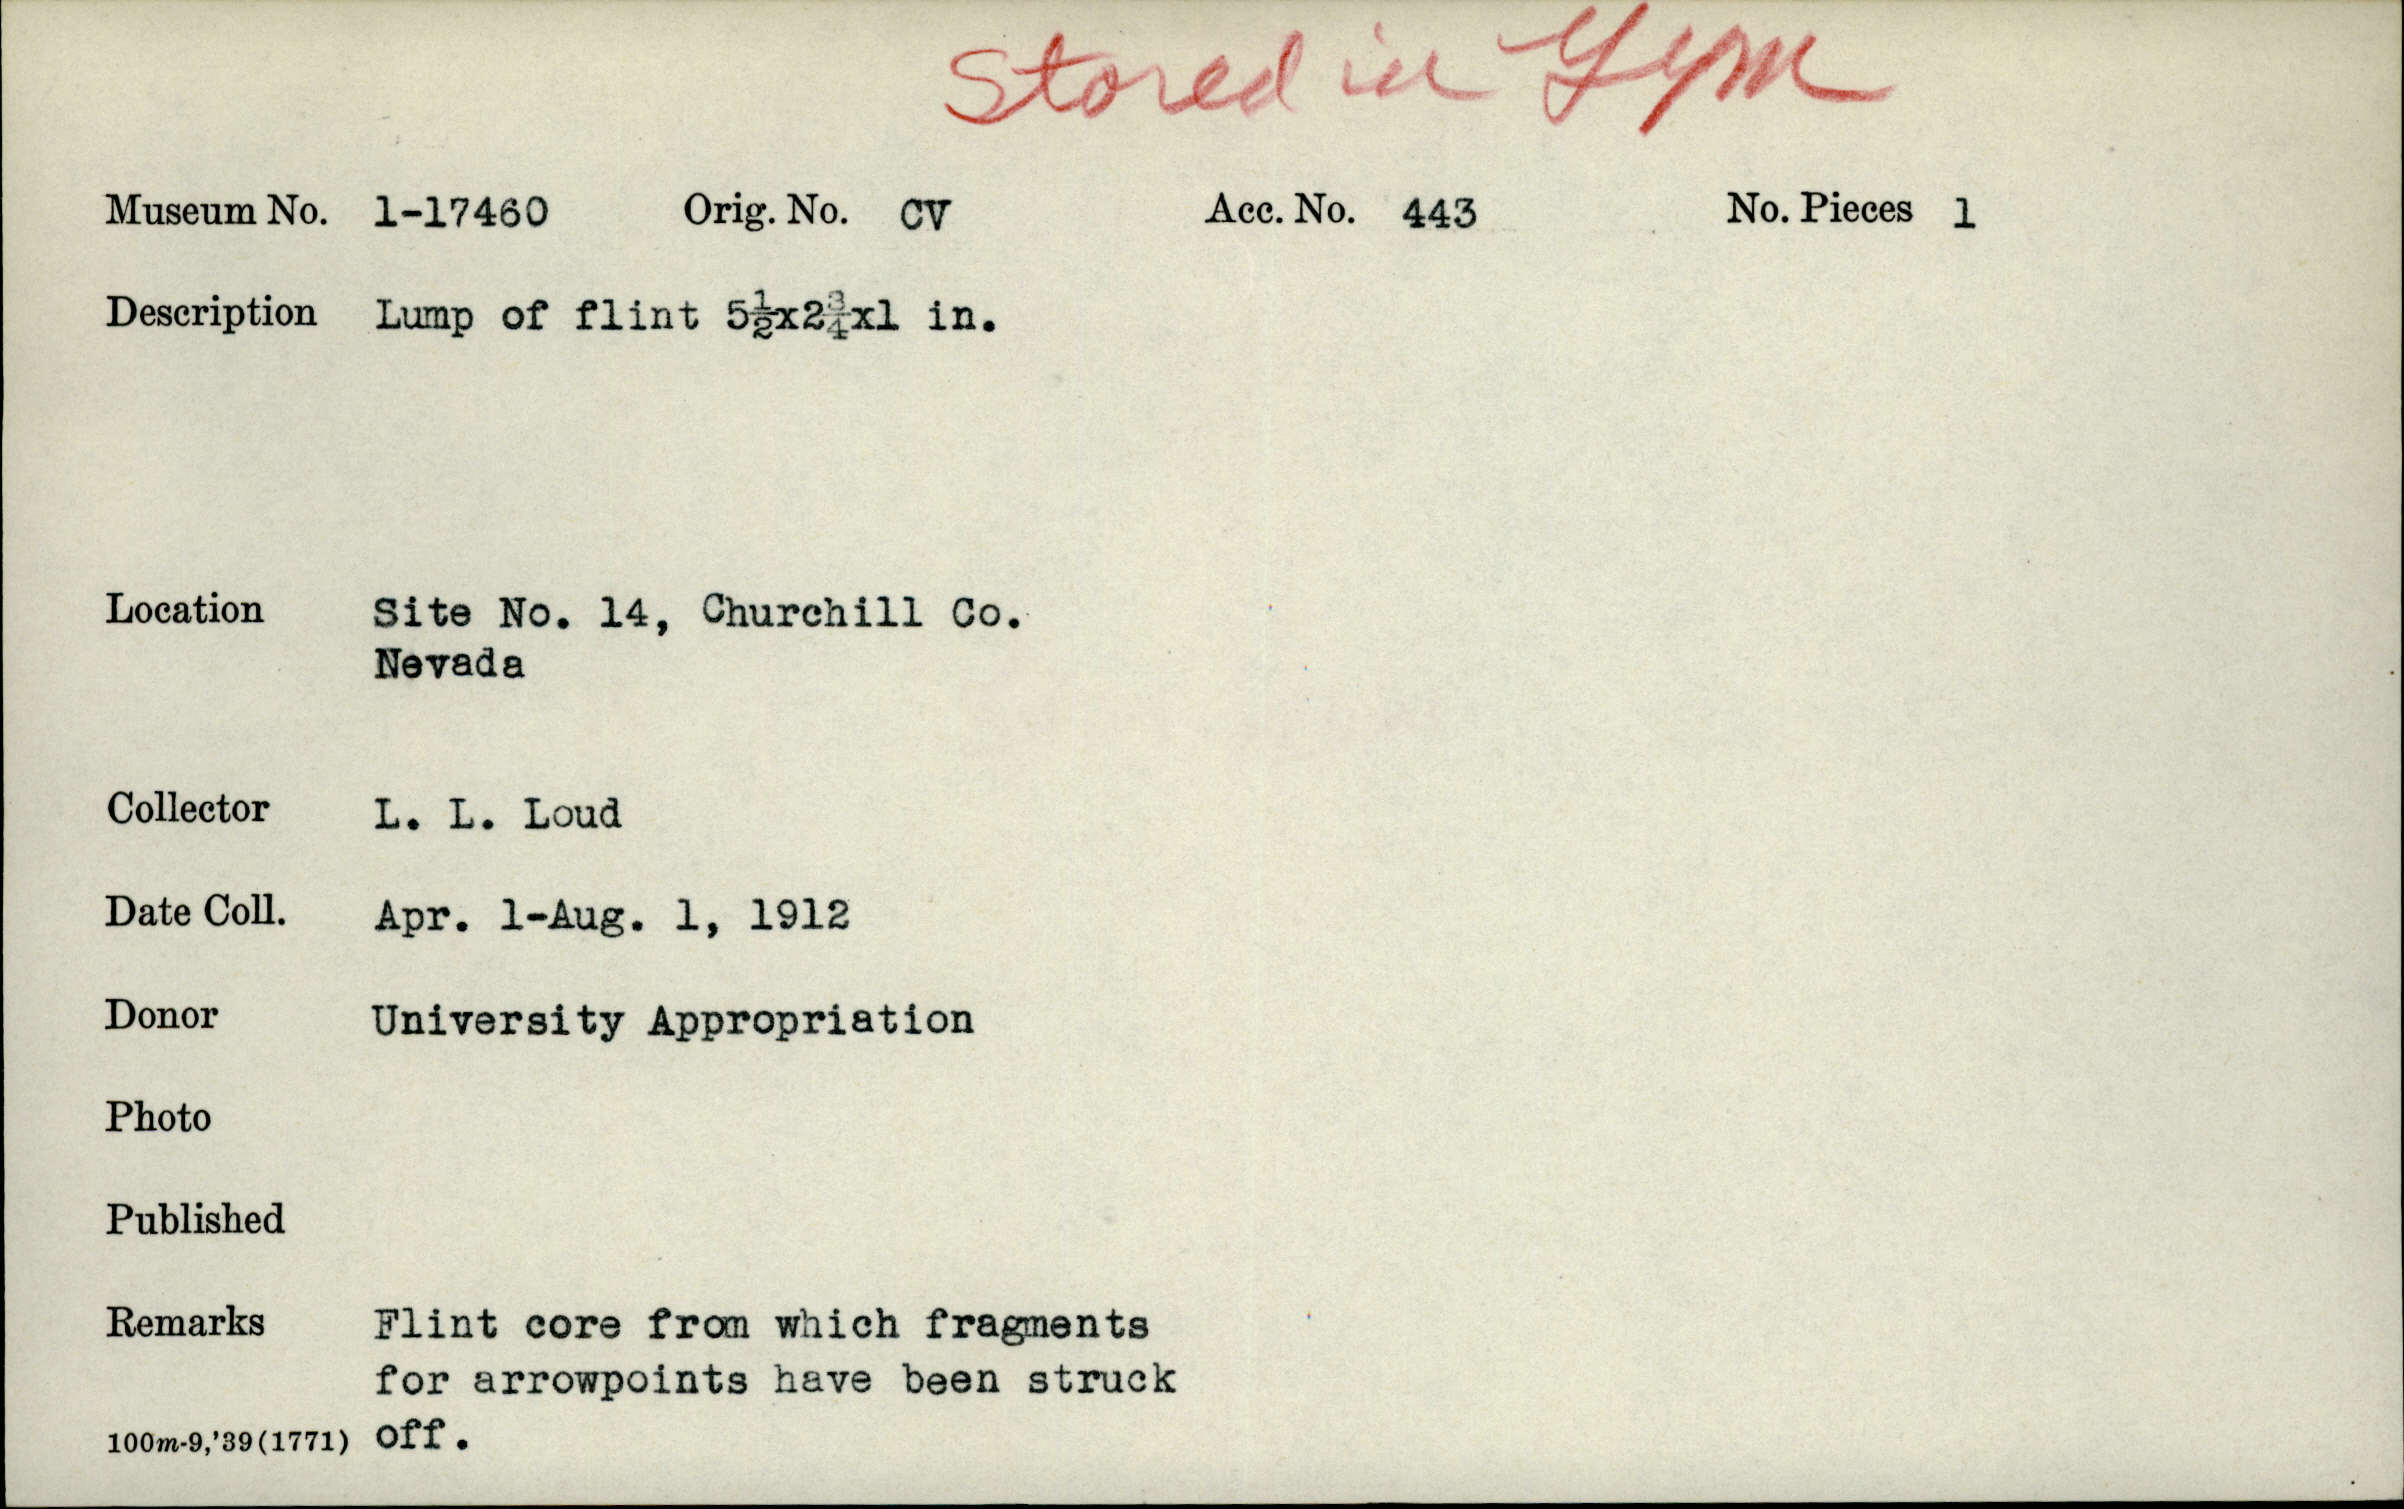 Stored in Gym
Museum No. 1-17460 Orig. No. CV Acc. No. 443 No. Pieces 1
Description Lump of flint 5½x2¾x1 in.
Location Site No. 14, Churchill Co.
Nevada
Collector L. L. Loud
Date Coll. Apr. 1-Aug. 1, 1912
Donor University Appropriation
Photo
Published
Remarks Flint core from which fragments
for arrowpoints have been struck
100m-9,'39(1771) off.